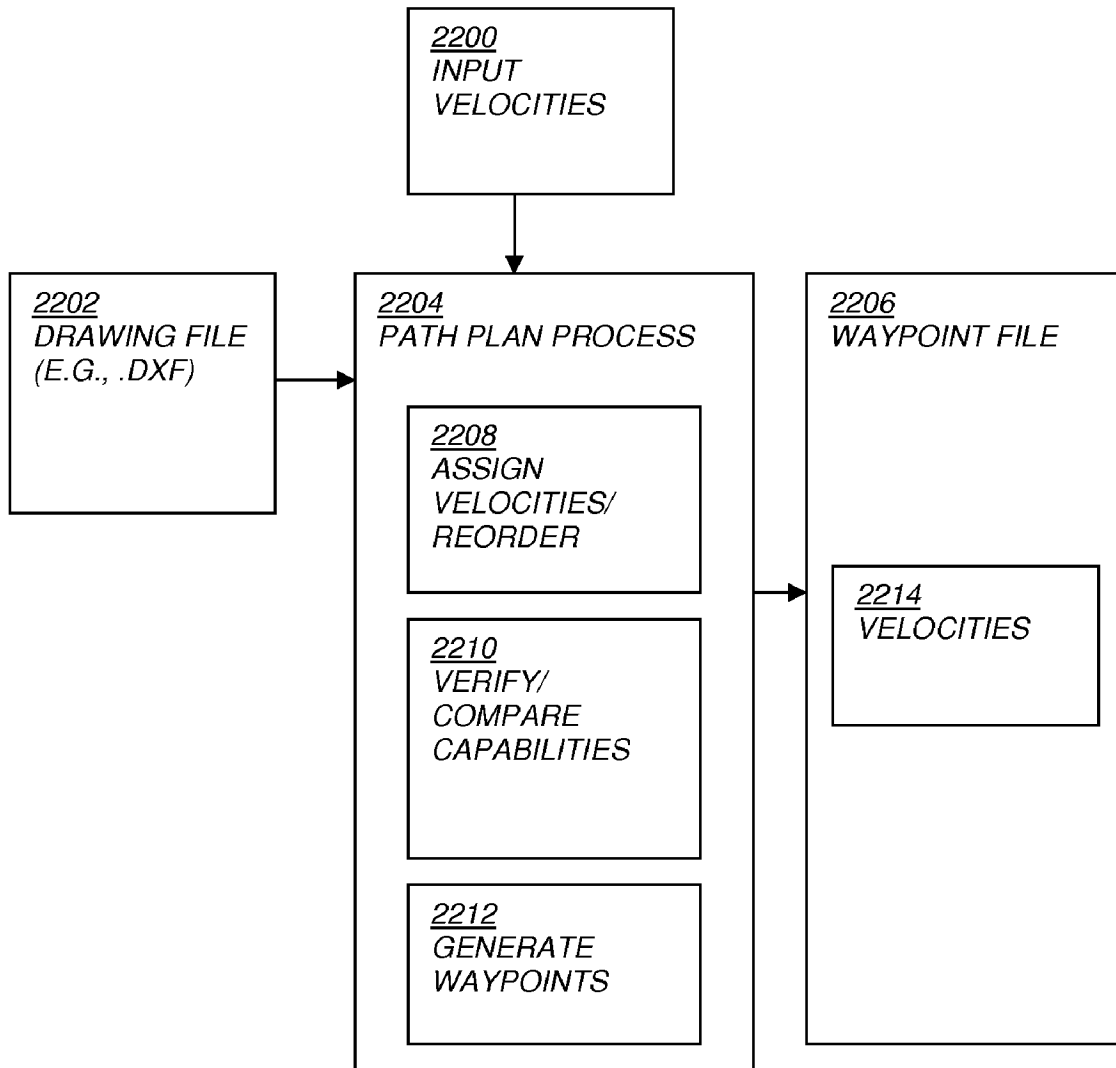 2200
INPUT
VELOCITIES
2202
DRAWING FILE
(E.G., .DXF)
2204
PATH PLAN PROCESS
2208
ASSIGN
VELOCITIES/
REORDER
2210
VERIFY/
COMPARE
CAPABILITIES
2212
GENERATE
WAYPOINTS
2206
WAYPOINT FILE
2214
VELOCITIES